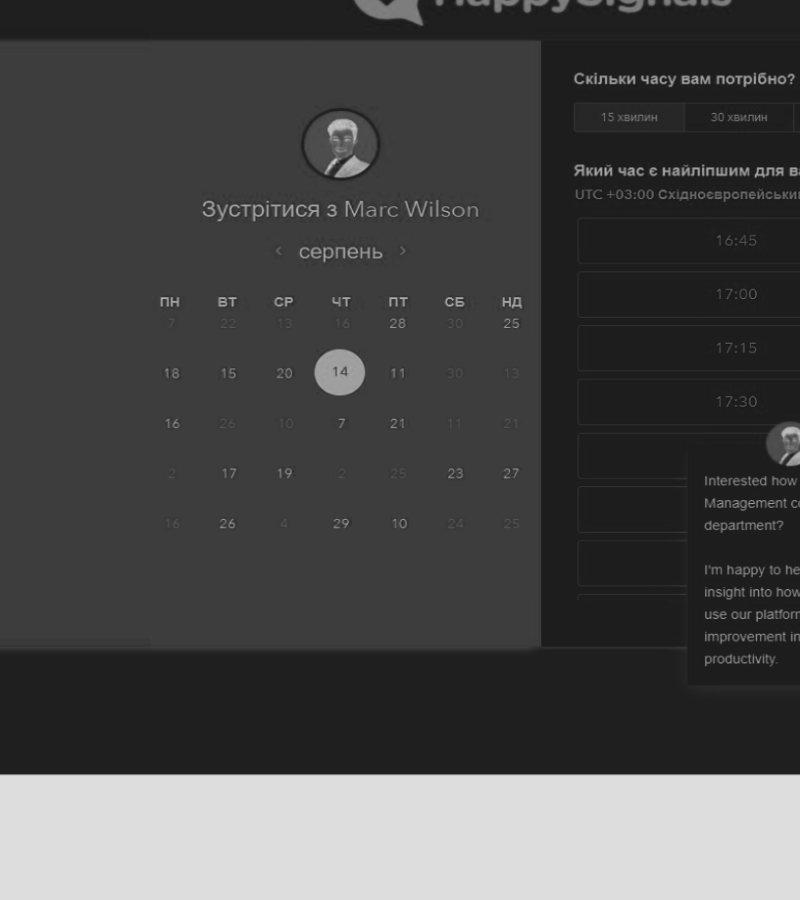 HappySignals
Зустрітися з Marc Wilson
< серпень >
ПН ВТ СР ЧТ ПТ СБ НД
7 22 13 16 28 30 25
18 15 20 14 11 30 13
16 26 10 7 21 11 21
2 17 19 2 25 23 27
16 26 4 29 10 24 25
Скільки часу вам потрібно?
15 хвилин 30 хвилин
Який час є найліпшим для ва
UTC +03:00 Східноєвропейськи
16:45
17:00
17:15
17:30
Interested how
Management co
department?
I'm happy to he
insight into how
use our platform
improvement in
productivity.